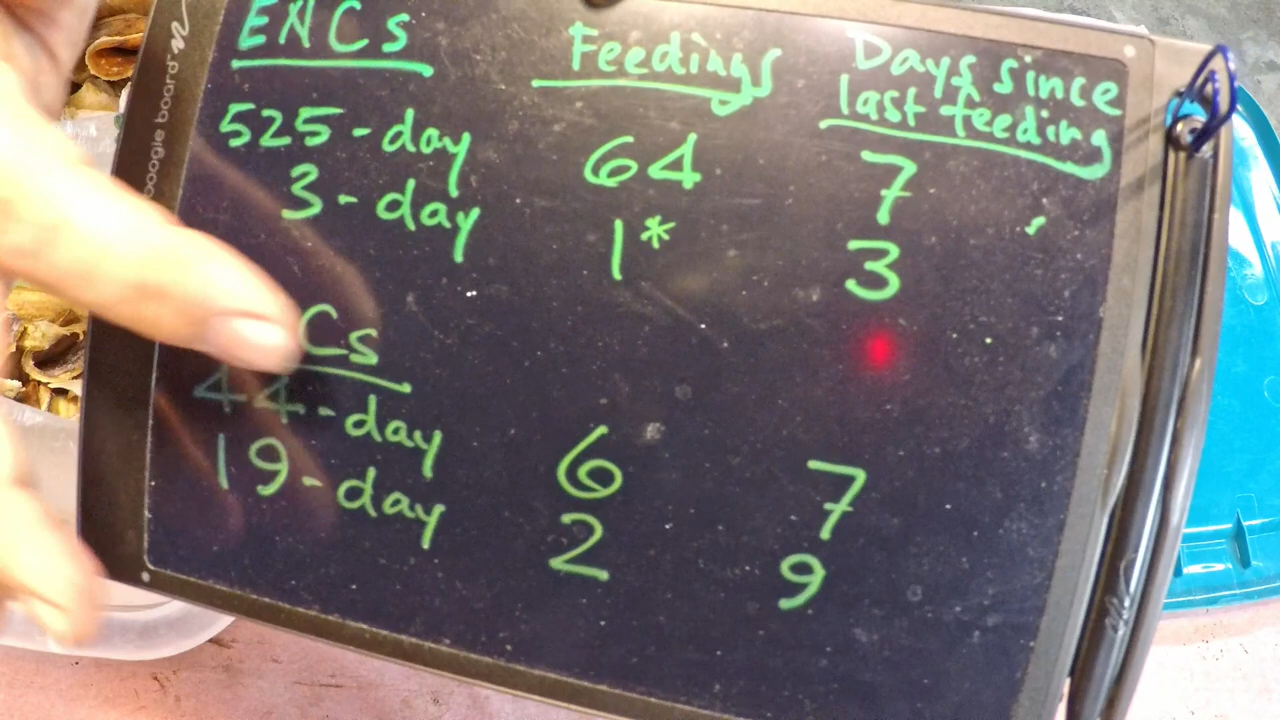 ENCs Feedings Days since last feeding
525-day 64 7
3-day 1* 3
Cs
44-day 6 7
19-day 2 9
boogie board